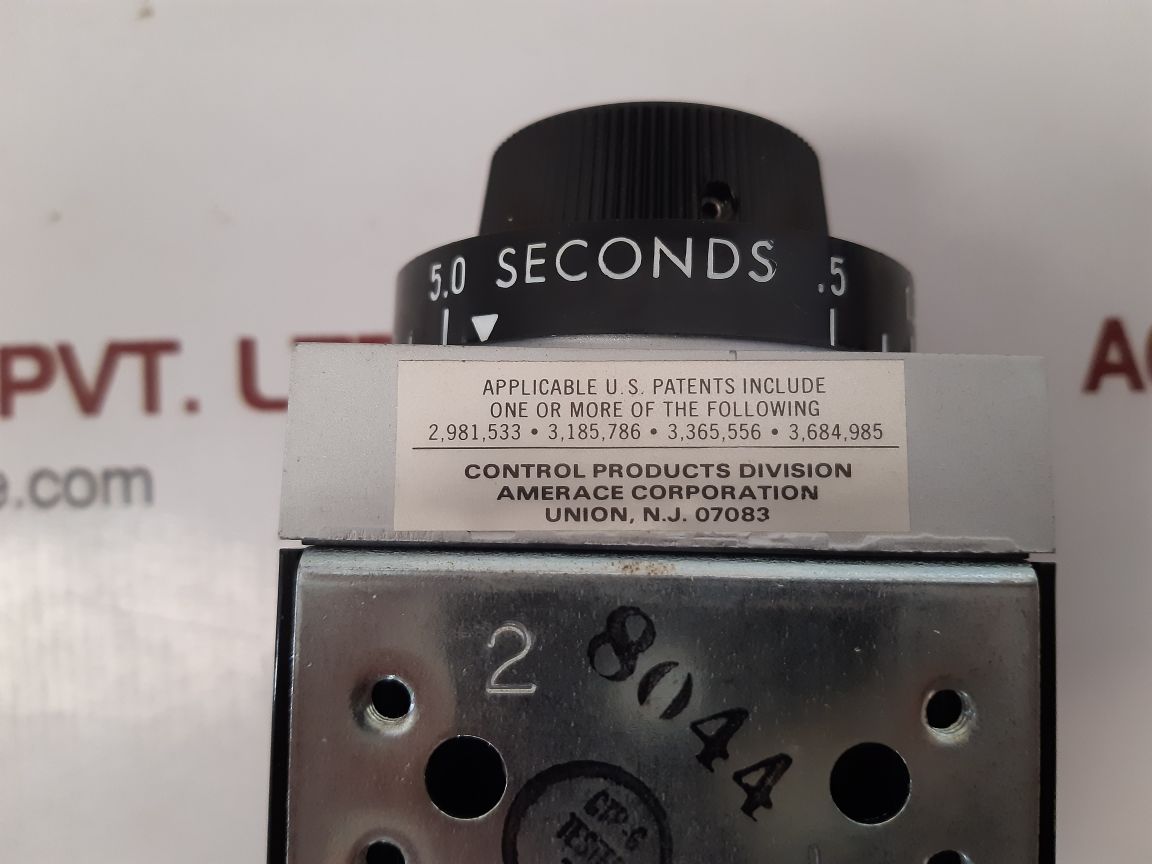 5.0 SECONDS .5
PVT.
e.com
APPLICABLE U.S. PATENTS INCLUDE
ONE OR MORE OF THE FOLLOWING
2,981,533 • 3,185,786 • 3,365,556 • 3,684,985
CONTROL PRODUCTS DIVISION
AMERACE CORPORATION
UNION, N.J. 07083
2
8044
TESTED